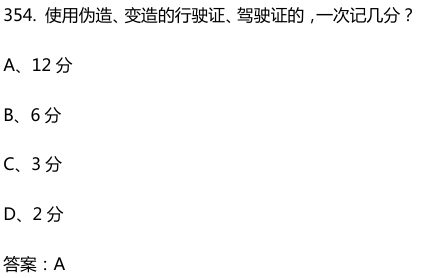 354. 使用伪造、变造的行驶证、驾驶证的，一次记几分？
A、12 分
B、6 分
C、3 分
D、2 分
答案：A